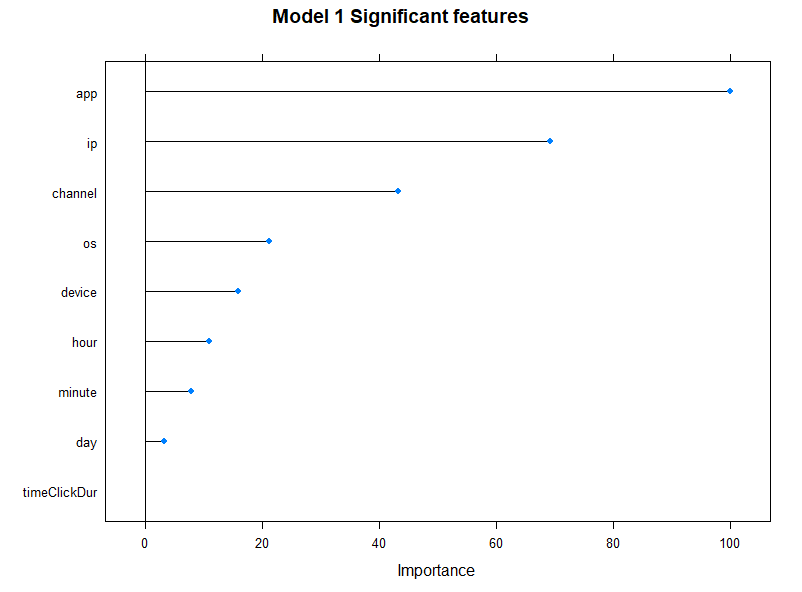 Model 1 Significant features
app
ip
channel
os
device
hour
minute
day
timeClickDur
0 20 40 60 80 100
Importance